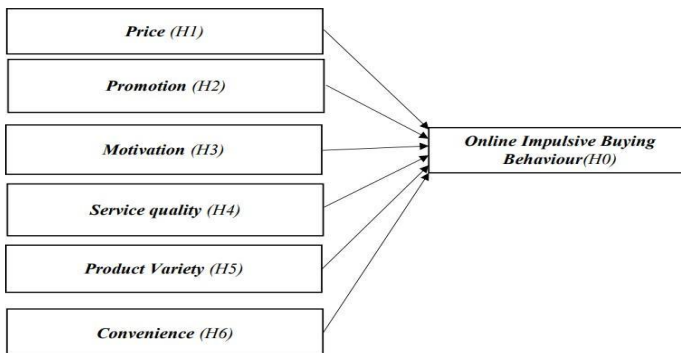 Price (H1)
Promotion (H2)
Motivation (H3)
Service quality (H4)
Product Variety (H5)
Convenience (H6)
Online Impulsive Buying
Behaviour(H0)